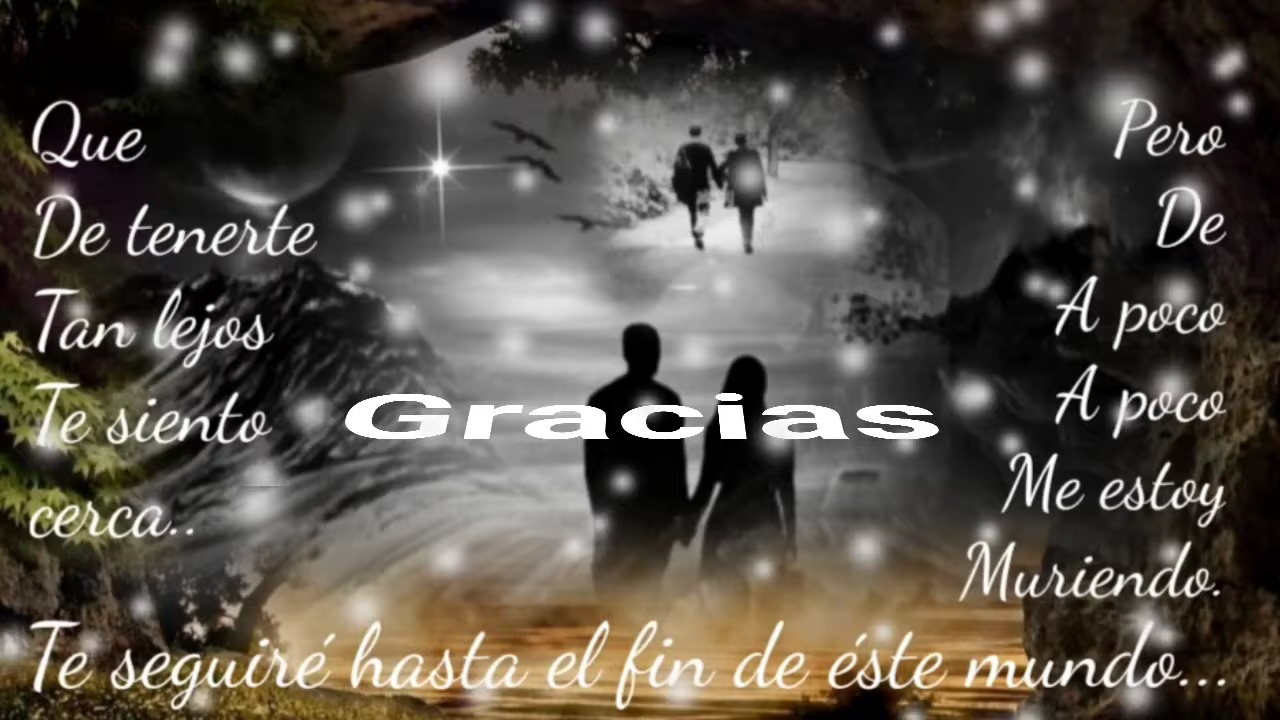 Que
De tenerte
Tan lejos
Te siento
cerca..
Gracias
Pero
De
A poco
A poco
Me estoy
Muriendo.
Te seguiré hasta el fin de éste mundo...